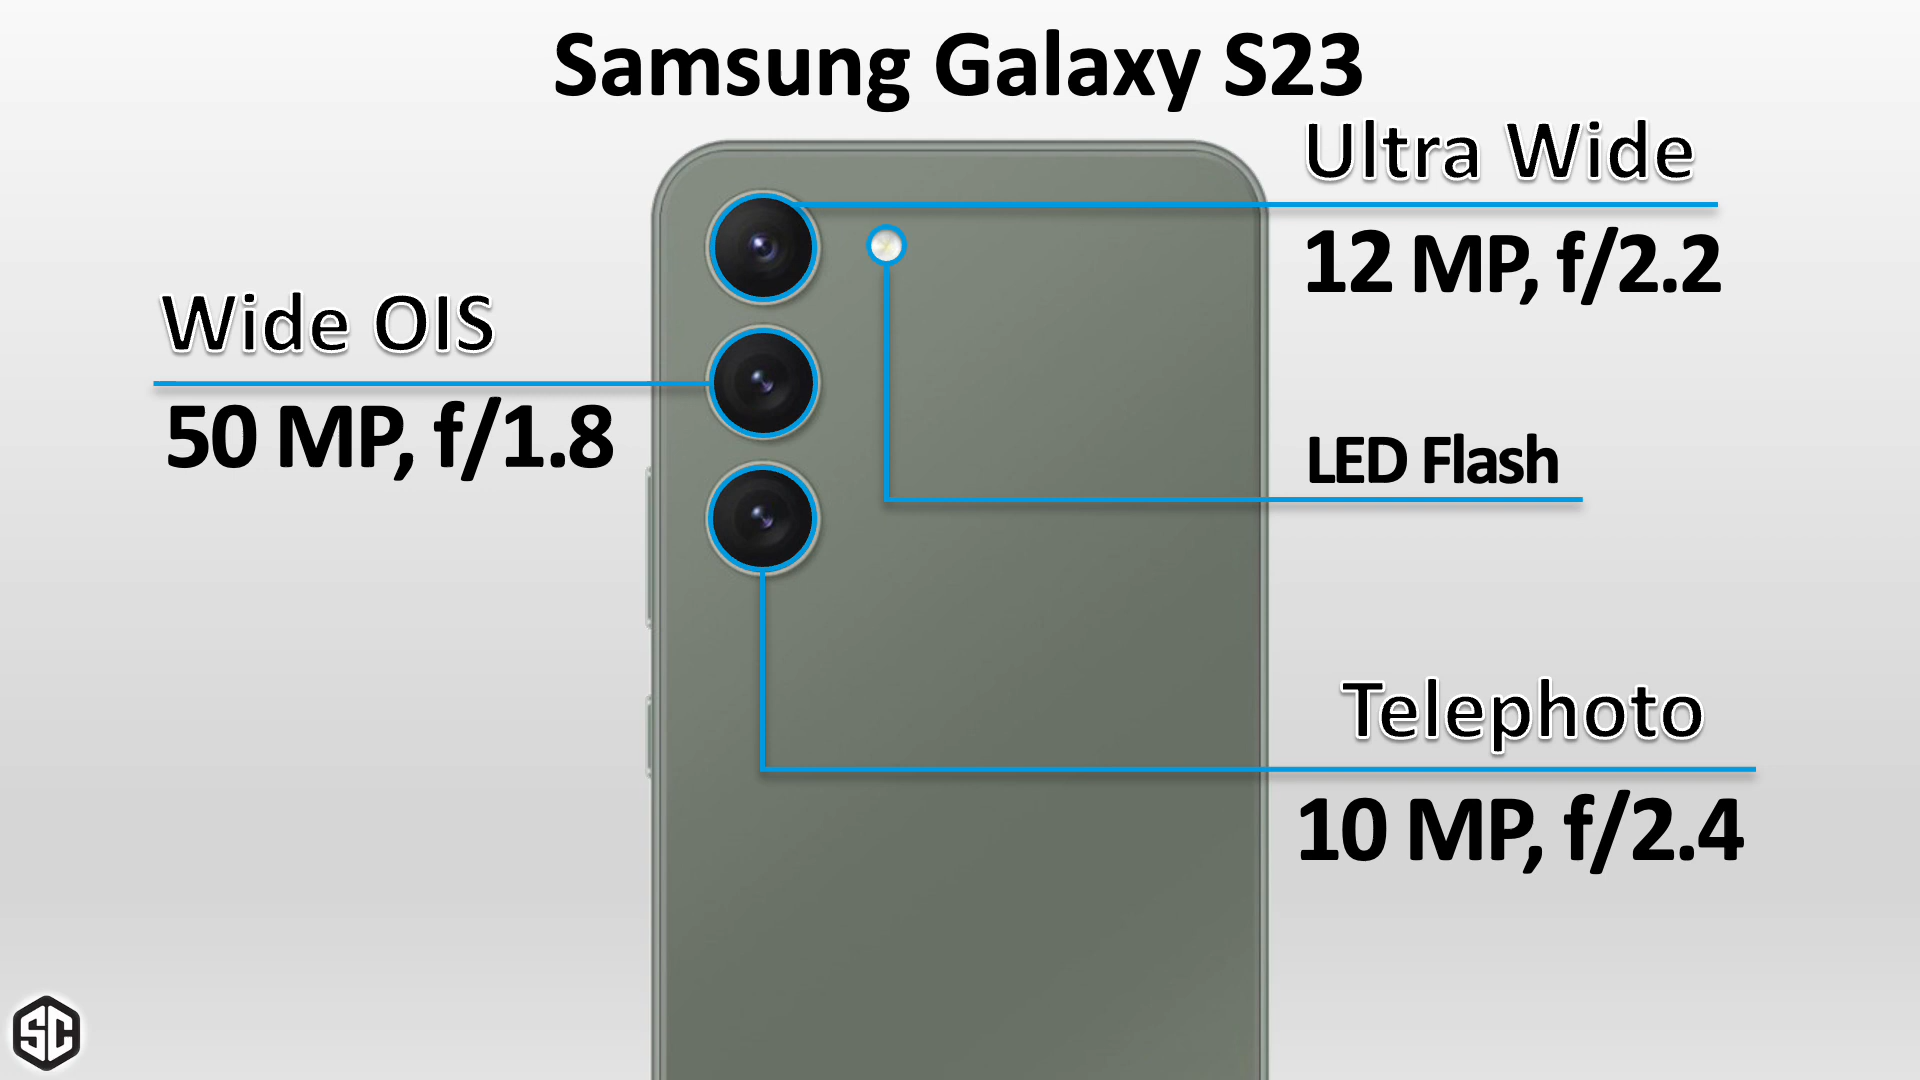 Samsung Galaxy S23
Ultra Wide
12 MP, f/2.2
Wide OIS
50 MP, f/1.8
LED Flash
Telephoto
10 MP, f/2.4
SC